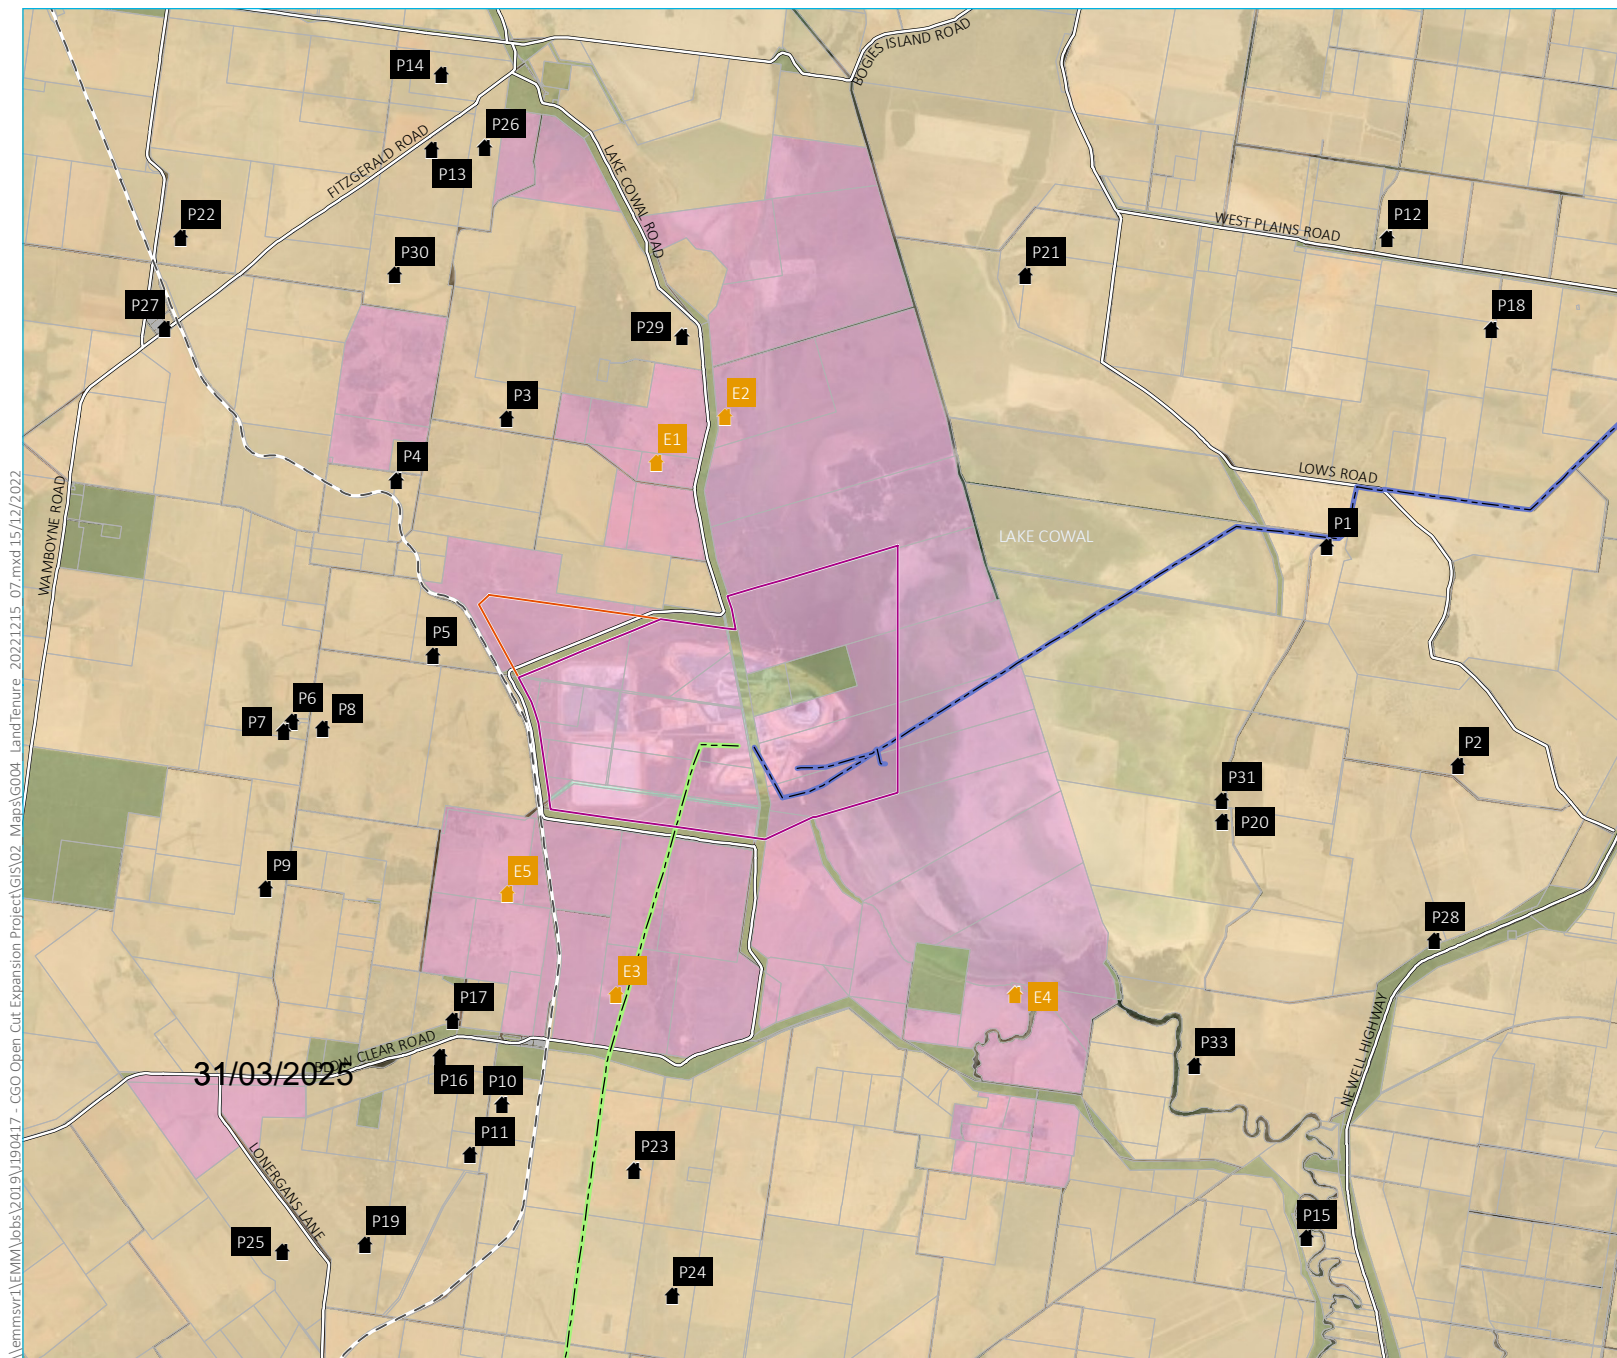 BOGIES ISLAND ROAD
P14
P26
FITZGERALD ROAD
P13
LAKE COWAL ROAD
P22
P12
WEST PLAINS ROAD
P30
P21
P27
P29
P18
P3
E2
E1
P4
LOWS ROAD
WAMBOYNE ROAD
P1
LAKE COWAL
P5
P6
P7
P8
P2
P31
P20
P9
E5
P28
E3
P17
E4
NEWELL HIGHWAY
BLOW CLEAR ROAD
31/03/2025
P33
P16
P10
P11
P23
LONERGANS LANE
P15
P19
P25
P24
\\emmsvr1\EMM\Jobs\2019\J190417 - CGO Open Cut Expansion Project\GIS\02_Maps\G004_LandTenure_20221215_07.mxd 15/12/2022